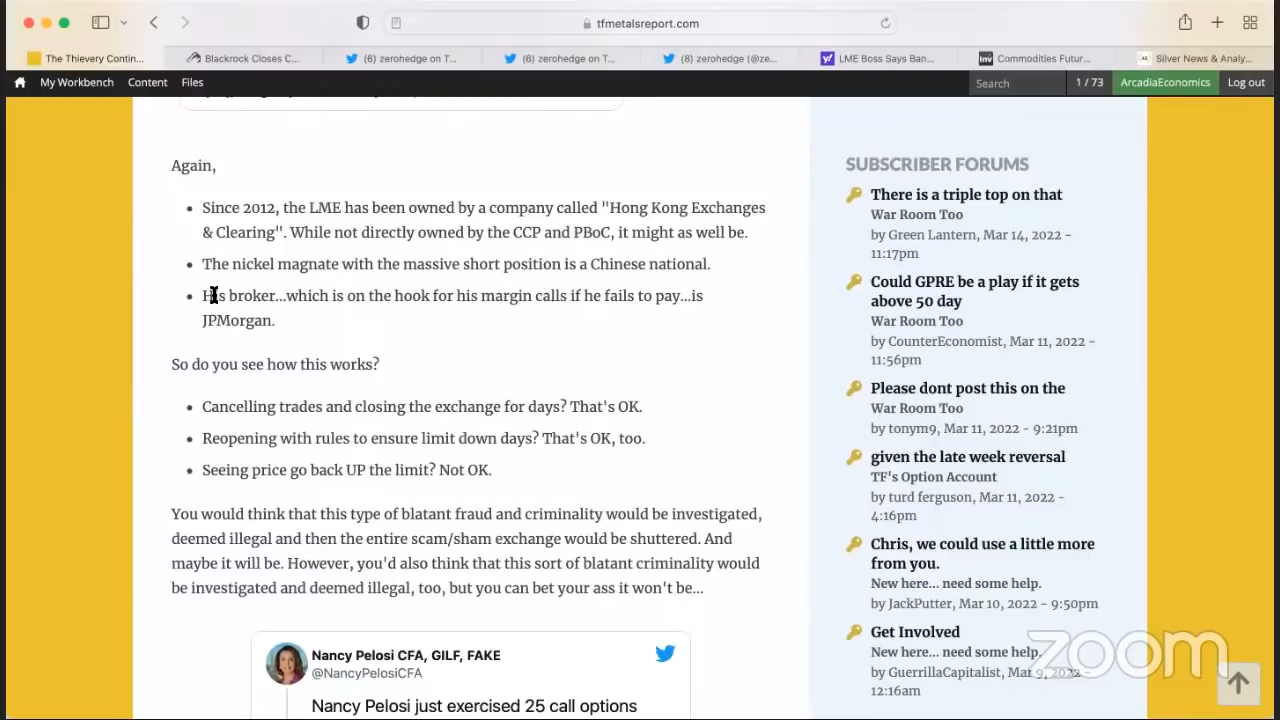 tfmetalsreport.com
The Thievery Contin...
Blackrock Closes C...
(6) zerohedge on T...
(6) zerohedge on T...
(8) zerohedge (@ze...
LME Boss Says Ban...
Commodities Futur...
Silver News & Analy...
My Workbench Content Files
Search 1 / 73 ArcadiaEconomics Log out
Again,
Since 2012, the LME has been owned by a company called "Hong Kong Exchanges
& Clearing". While not directly owned by the CCP and PBoC, it might as well be.
The nickel magnate with the massive short position is a Chinese national.
His broker...which is on the hook for his margin calls if he fails to pay...is
JPMorgan.
So do you see how this works?
Cancelling trades and closing the exchange for days? That's OK.
Reopening with rules to ensure limit down days? That's OK, too.
Seeing price go back UP the limit? Not OK.
You would think that this type of blatant fraud and criminality would be investigated,
deemed illegal and then the entire scam/sham exchange would be shuttered. And
maybe it will be. However, you'd also think that this sort of blatant criminality would
be investigated and deemed illegal, too, but you can bet your ass it won't be...
Nancy Pelosi CFA, GILF, FAKE
@NancyPelosiCFA
Nancy Pelosi just exercised 25 call options
SUBSCRIBER FORUMS
There is a triple top on that
War Room Too
by Green Lantern, Mar 14, 2022 -
11:17pm
Could GPRE be a play if it gets
above 50 day
War Room Too
by CounterEconomist, Mar 11, 2022 -
11:56pm
Please dont post this on the
War Room Too
by tonym9, Mar 11, 2022 - 9:21pm
given the late week reversal
TF's Option Account
by turd ferguson, Mar 11, 2022 -
4:16pm
Chris, we could use a little more
from you.
New here... need some help.
by JackPutter, Mar 10, 2022 - 9:50pm
Get Involved
New here... need some help.
by GuerrillaCapitalist, Mar 9, 2022 -
12:16am
zoom